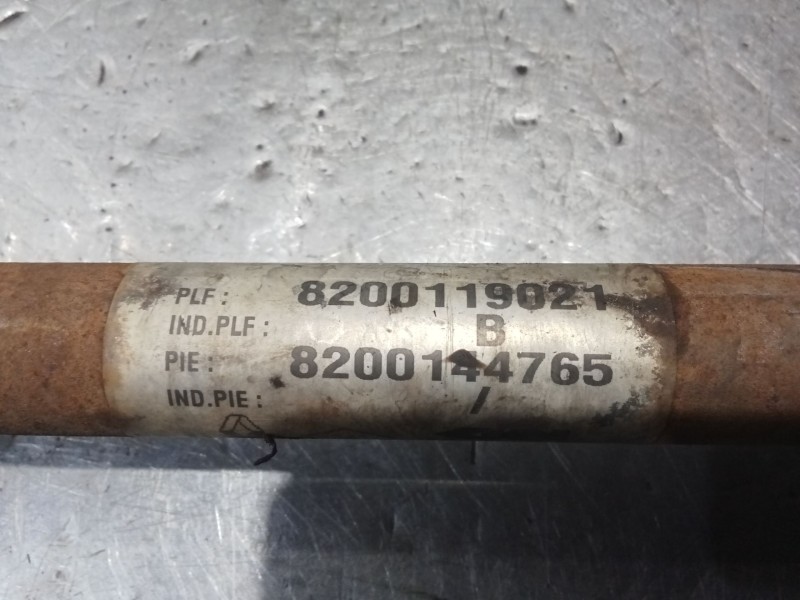 PLF: 8200119021
IND.PLF: B
PIE: 8200144765
IND.PIE: /